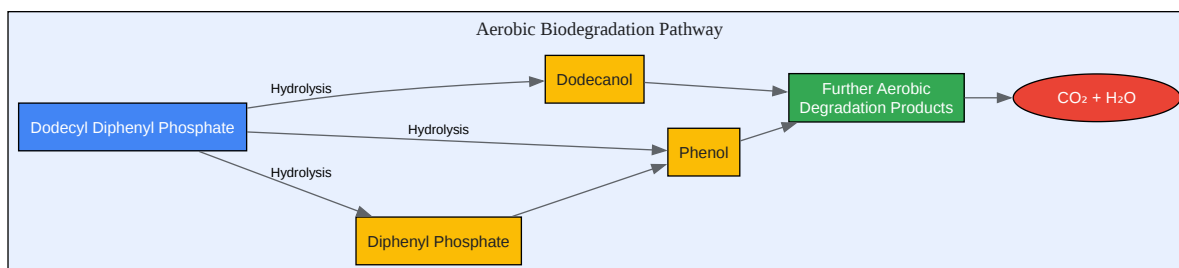 Aerobic Biodegradation Pathway
Dodecyl Diphenyl Phosphate
Hydrolysis
Hydrolysis
Hydrolysis
Dodecanol
Phenol
Diphenyl Phosphate
Further Aerobic
Degradation Products
CO₂ + H₂O